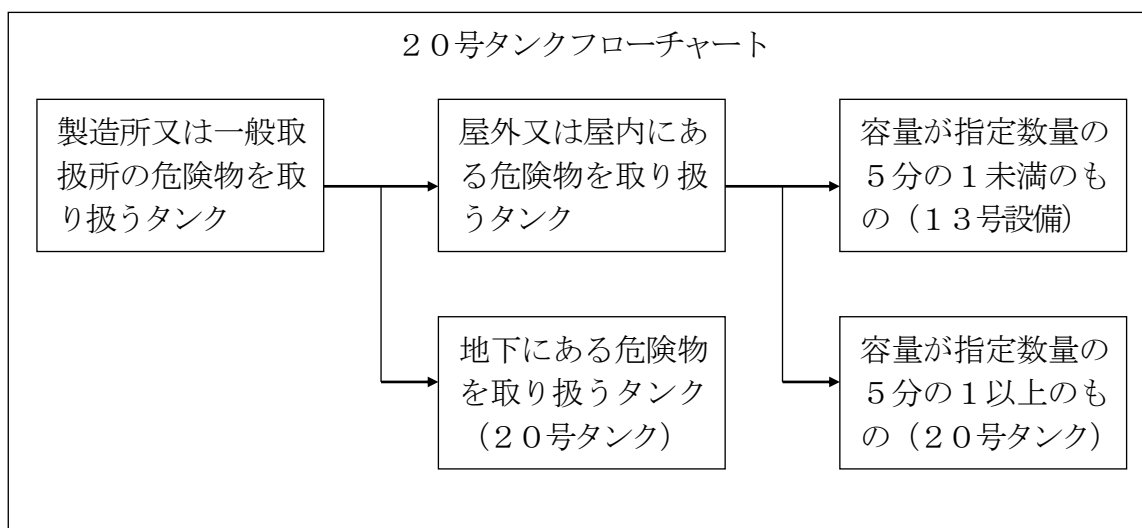 ２０号タンクフローチャート
製造所又は一般取
扱所の危険物を取
り扱うタンク
屋外又は屋内にあ
る危険物を取り扱
うタンク
容量が指定数量の
５分の１未満のも
の（１３号設備）
地下にある危険物
を取り扱うタンク
（２０号タンク）
容量が指定数量の
５分の１以上のも
の（２０号タンク）